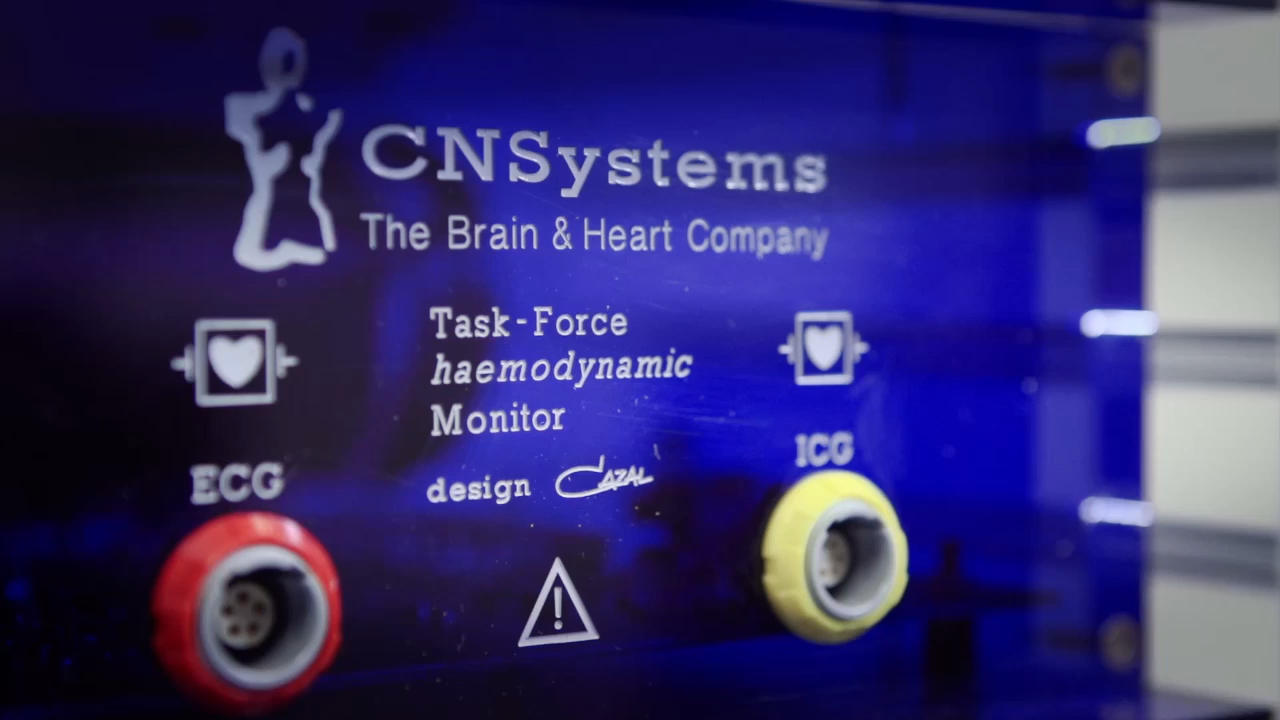 CNSystems
The Brain & Heart Company
Task-Force
haemodynamic
Monitor
design CAZAL
ECG
ICG